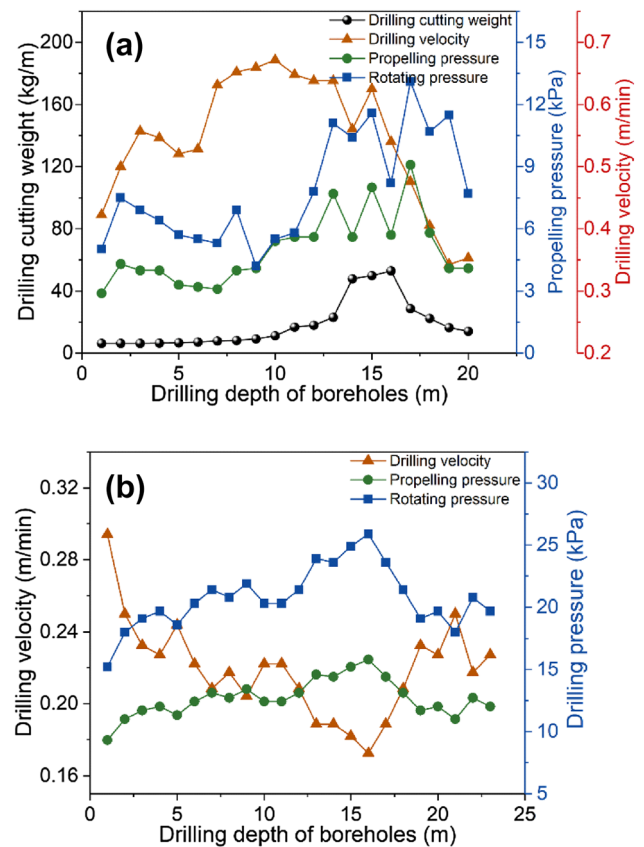 (a)
Drilling cutting weight
Drilling velocity
Propelling pressure
Rotating pressure
Drilling cutting weight (kg/m)
200
160
120
80
40
0
0
5
10
15
20
Drilling depth of boreholes (m)
15
12
9
6
3
0
Propelling pressure (kPa)
0.7
0.6
0.5
0.4
0.3
0.2
Drilling velocity (m/min)
(b)
Drilling velocity
Propelling pressure
Rotating pressure
Drilling velocity (m/min)
0.32
0.28
0.24
0.20
0.16
0
5
10
15
20
25
Drilling depth of boreholes (m)
30
25
20
15
10
5
Drilling pressure (kPa)